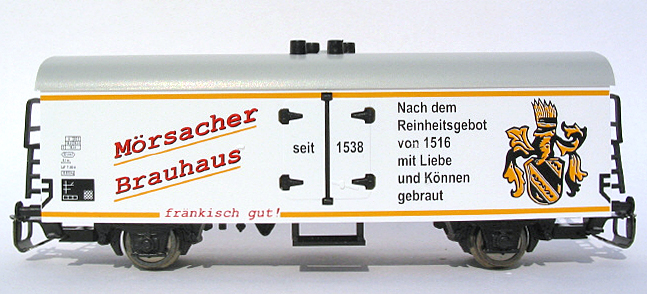 Mörsacher
Brauhaus
fränkisch gut!
seit 1538
Nach dem
Reinheitsgebot
von 1516
mit Liebe
und Können
gebraut